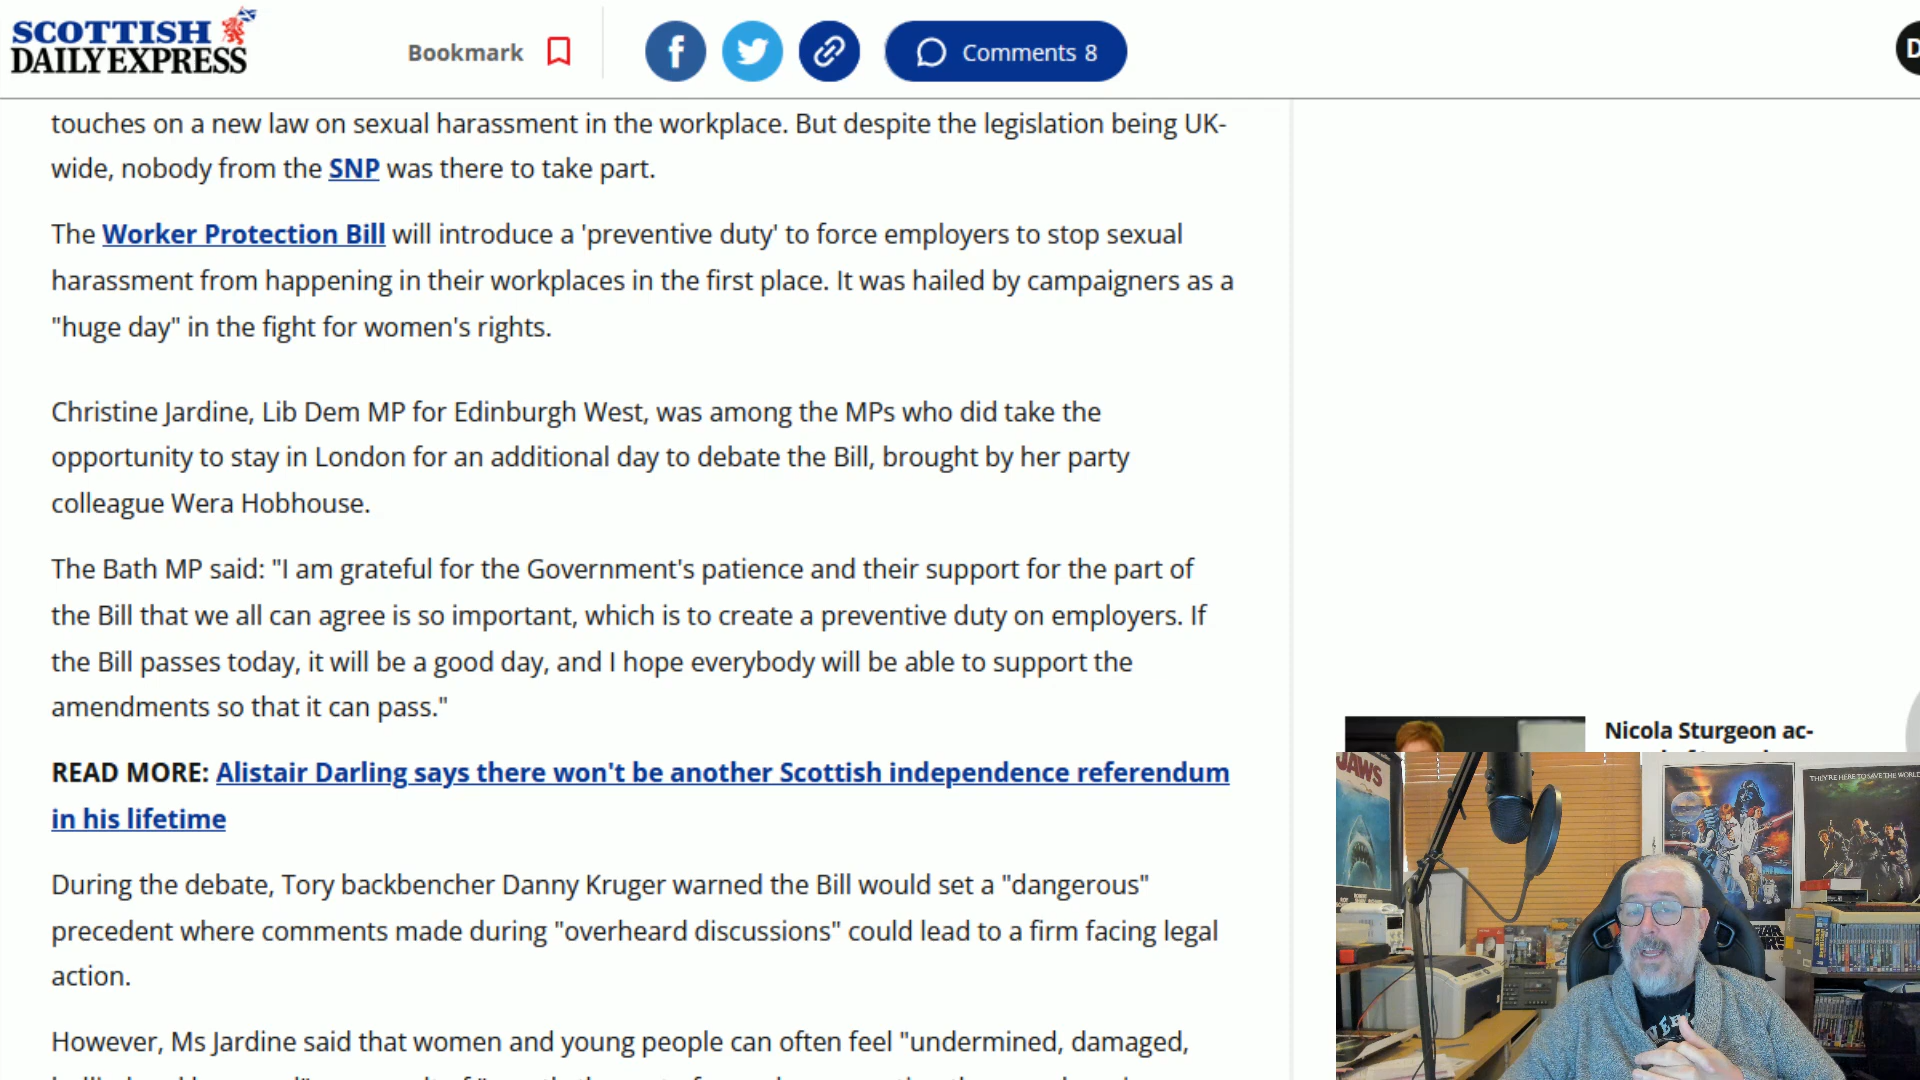 SCOTTISH
DAILY EXPRESS
Bookmark
Comments 8
D
touches on a new law on sexual harassment in the workplace. But despite the legislation being UK-
wide, nobody from the SNP was there to take part.
The Worker Protection Bill will introduce a 'preventive duty' to force employers to stop sexual
harassment from happening in their workplaces in the first place. It was hailed by campaigners as a
"huge day" in the fight for women's rights.
Christine Jardine, Lib Dem MP for Edinburgh West, was among the MPs who did take the
opportunity to stay in London for an additional day to debate the Bill, brought by her party
colleague Wera Hobhouse.
The Bath MP said: "I am grateful for the Government's patience and their support for the part of
the Bill that we all can agree is so important, which is to create a preventive duty on employers. If
the Bill passes today, it will be a good day, and I hope everybody will be able to support the
amendments so that it can pass."
READ MORE: Alistair Darling says there won't be another Scottish independence referendum
in his lifetime
During the debate, Tory backbencher Danny Kruger warned the Bill would set a "dangerous"
precedent where comments made during "overheard discussions" could lead to a firm facing legal
action.
However, Ms Jardine said that women and young people can often feel "undermined, damaged,
Nicola Sturgeon ac-
JAWS
THEY'RE HERE TO SAVE THE WORLD